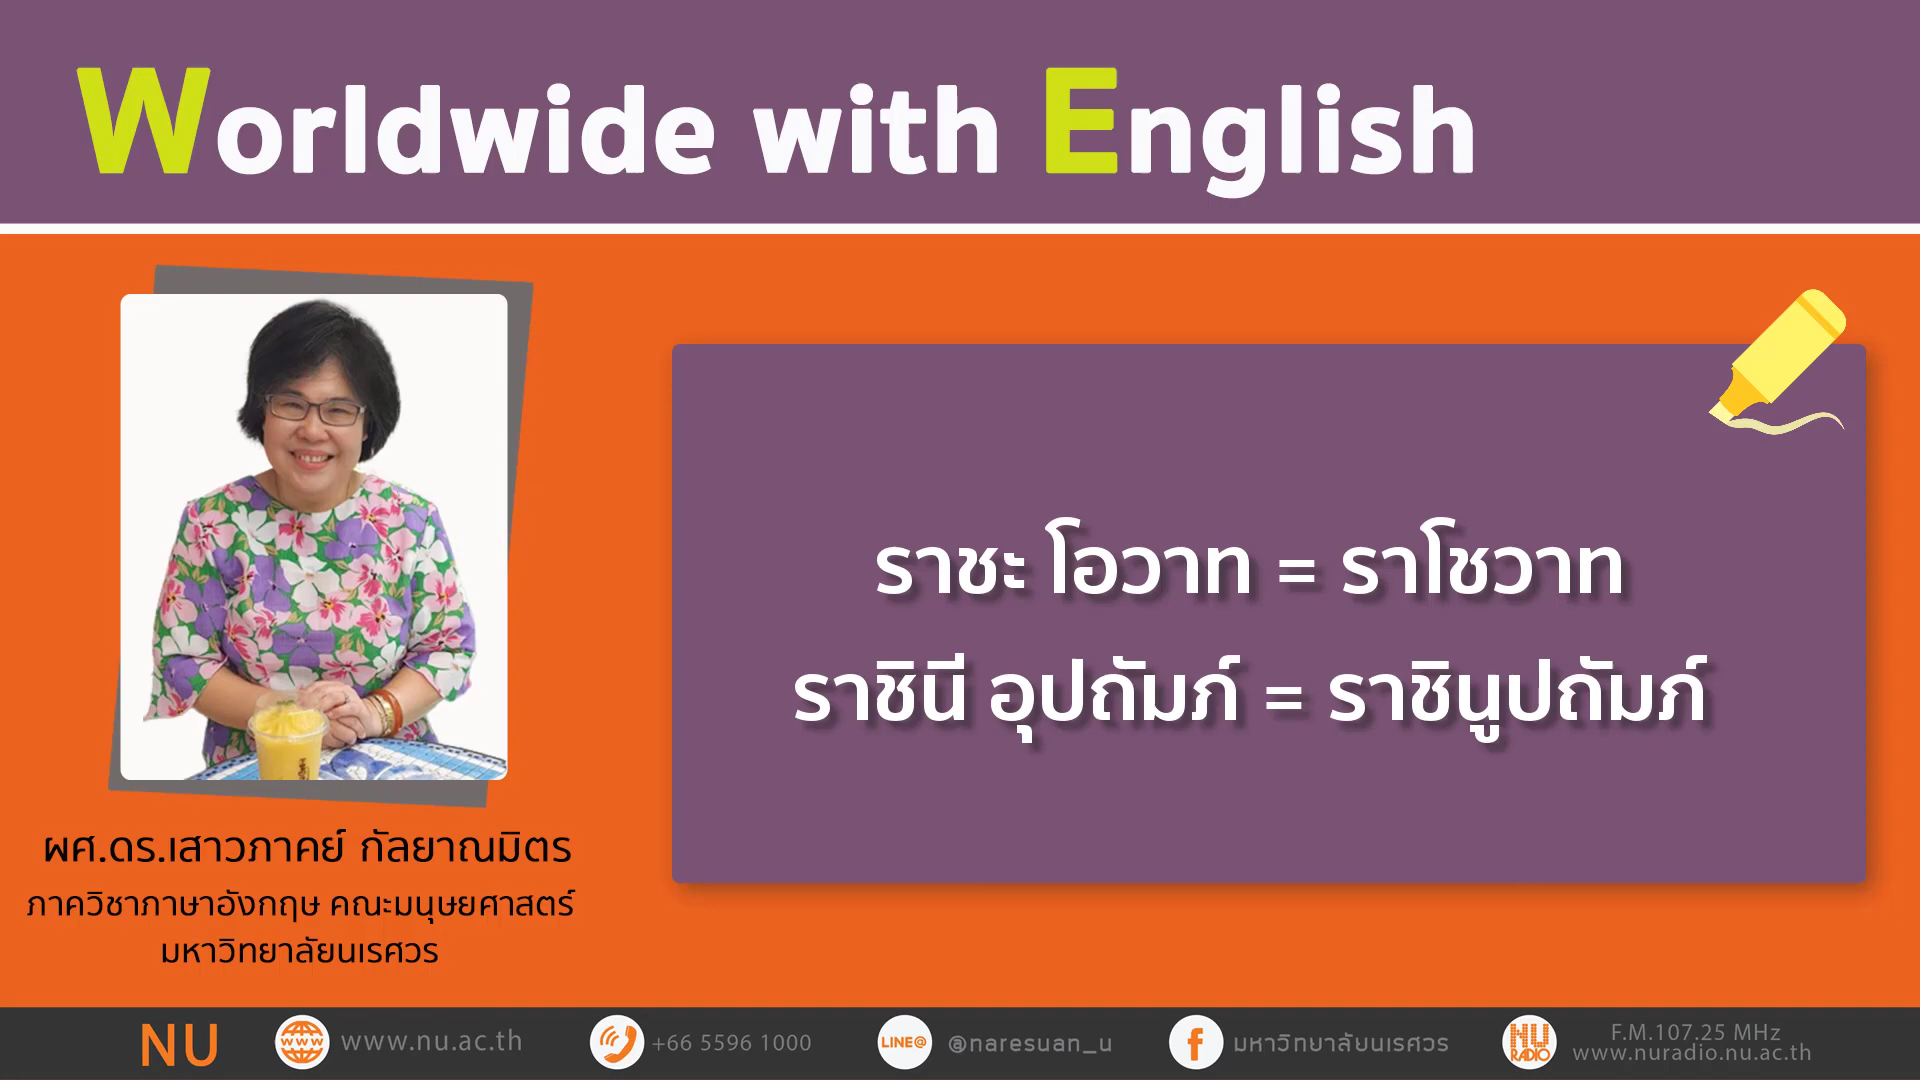 Worldwide with English
ราชะ โอวาท = ราโชวาท
ราชินี อุปถัมภ์ = ราชินูปถัมภ์
ผศ.ดร.เสาวภาคย์ กัลยาณมิตร
ภาควิชาภาษาอังกฤษ คณะมนุษยศาสตร์
มหาวิทยาลัยนเรศวร
NU
www
www.nu.ac.th
+66 5596 1000
LINE@
@naresuan_u
f
มหาวิทยาลัยนเรศวร
NU
RADIO
F.M.107.25 MHz
www.nuradio.nu.ac.th